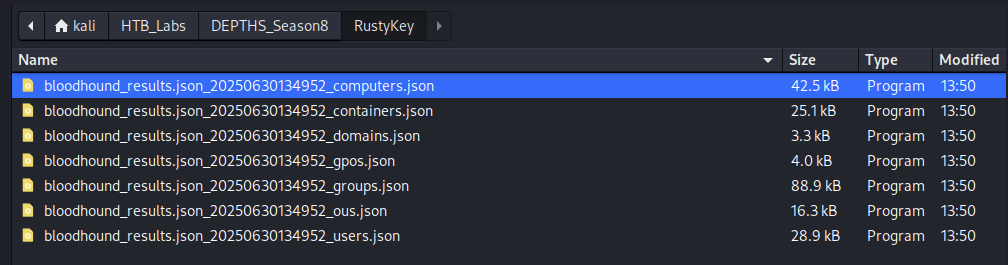 kali HTB_Labs DEPTHS_Season8 RustyKey
Name Size Type Modified
bloodhound_results.json_20250630134952_computers.json 42.5 kB Program 13:50
bloodhound_results.json_20250630134952_containers.json 25.1 kB Program 13:50
bloodhound_results.json_20250630134952_domains.json 3.3 kB Program 13:50
bloodhound_results.json_20250630134952_gpos.json 4.0 kB Program 13:50
bloodhound_results.json_20250630134952_groups.json 88.9 kB Program 13:50
bloodhound_results.json_20250630134952_ous.json 16.3 kB Program 13:50
bloodhound_results.json_20250630134952_users.json 28.9 kB Program 13:50